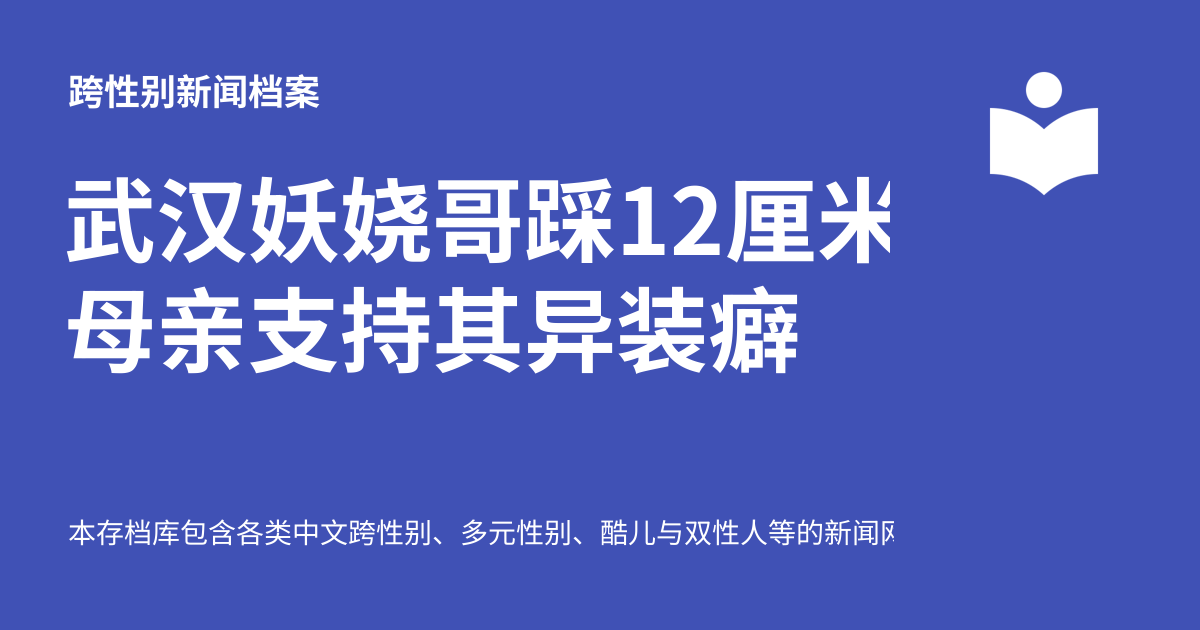 跨性别新闻档案
武汉妖娆哥踩12厘米
母亲支持其异装癖
本存档库包含各类中文跨性别、多元性别、酷儿与双性人等的新闻网